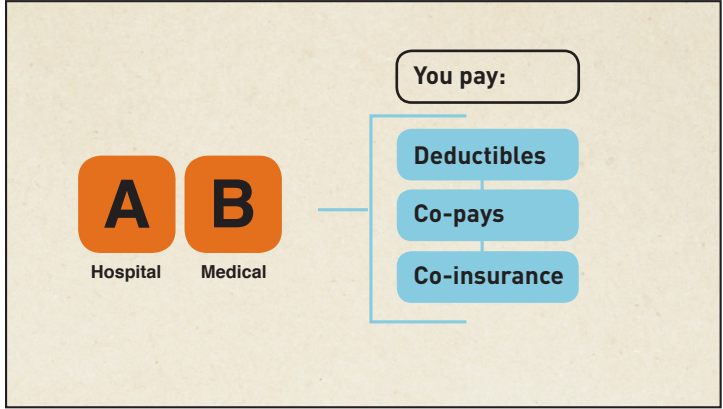 A B
Hospital Medical
You pay:
Deductibles
Co-pays
Co-insurance